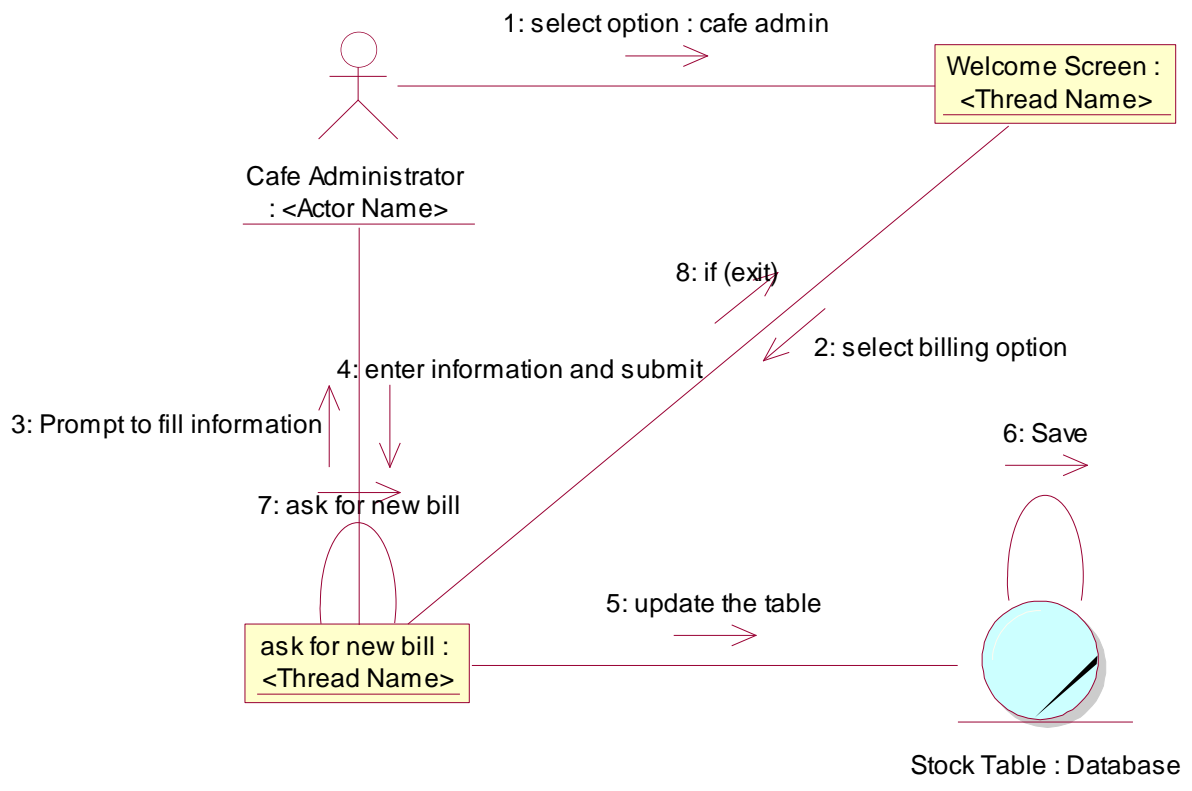 1: select option : cafe admin
Welcome Screen :
<Thread Name>
Cafe Administrator
: <Actor Name>
8: if (exit)
2: select billing option
4: enter information and submit
3: Prompt to fill information
6: Save
7: ask for new bill
5: update the table
ask for new bill :
<Thread Name>
Stock Table : Database